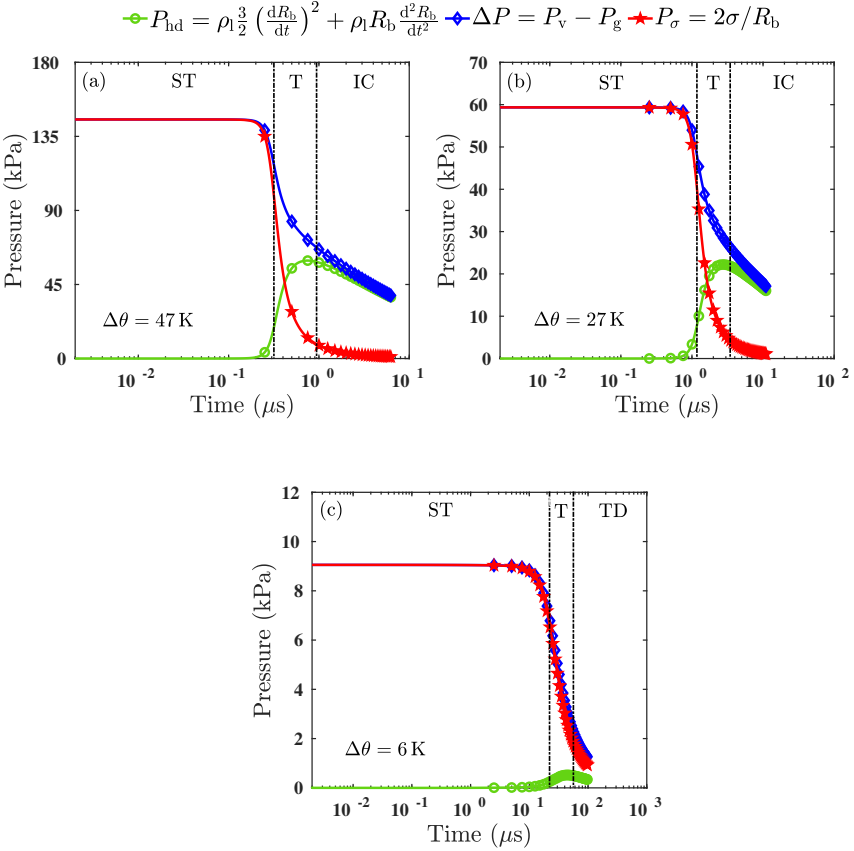 P_hd = ρ_l 3/2 (dR_b/dt)^2 + ρ_l R_b d^2R_b/dt^2 ΔP = P_v − P_g P_σ = 2σ/R_b
(a) ST T IC
180
135
90
45
0
Pressure (kPa)
Δθ = 47 K
10^-2 10^-1 10^0 10^1
Time (μs)
(b) ST T IC
70
60
50
40
30
20
10
0
Pressure (kPa)
Δθ = 27 K
10^-2 10^-1 10^0 10^1 10^2
Time (μs)
(c) ST T TD
12
10
8
6
4
2
0
Pressure (kPa)
Δθ = 6 K
10^-2 10^-1 10^0 10^1 10^2 10^3
Time (μs)